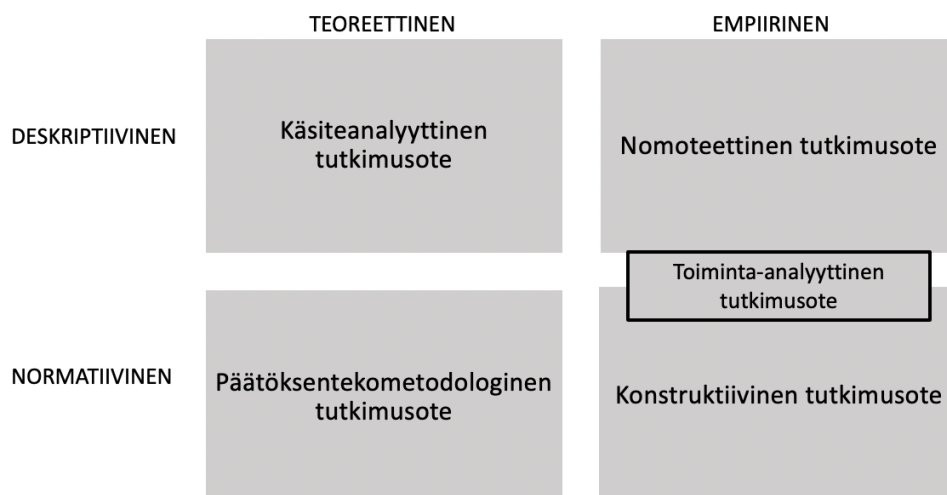 TEOREETTINEN
EMPIIRINEN
DESKRIPTIIVINEN
Käsiteanalyyttinen
tutkimusote
Nomoteettinen tutkimusote
Toiminta-analyyttinen
tutkimusote
NORMATIIVINEN
Päätöksentekometodologinen
tutkimusote
Konstruktiivinen tutkimusote